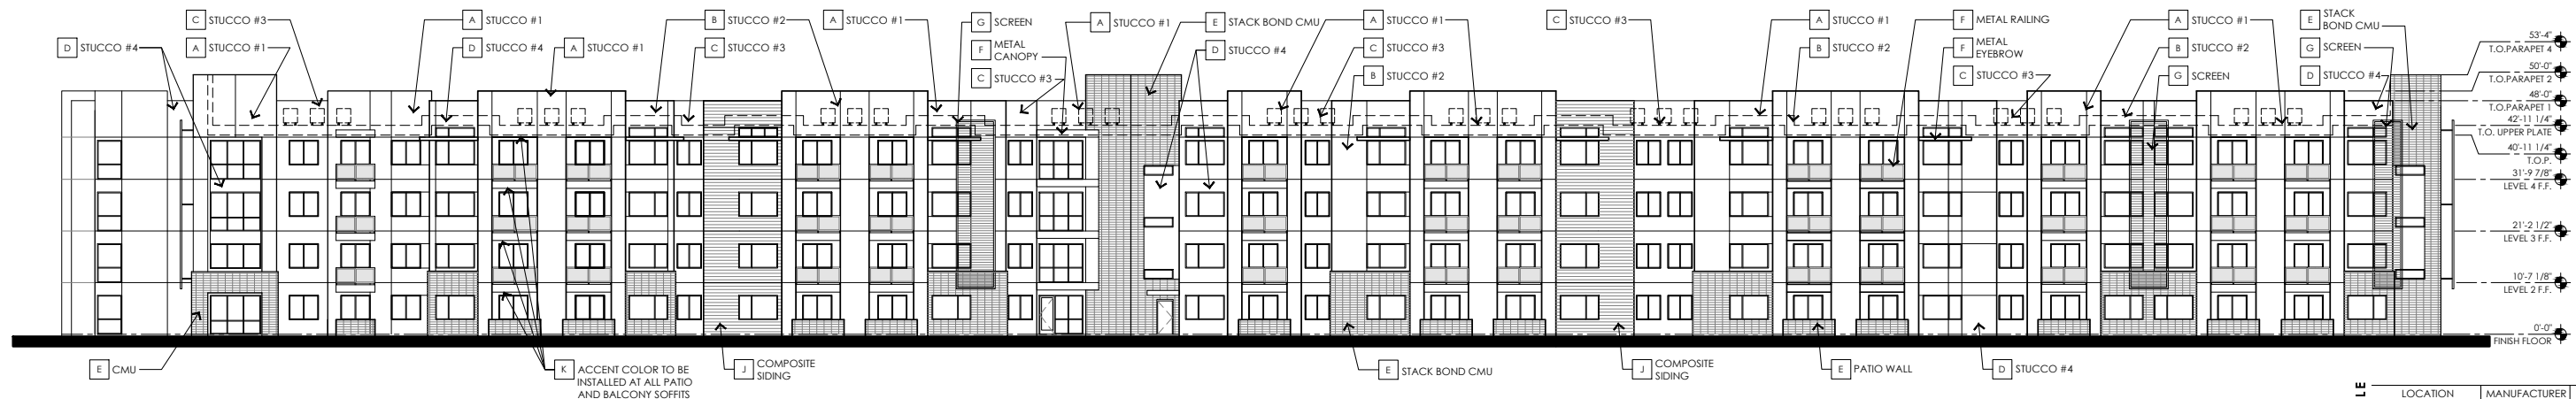 C STUCCO #3
A STUCCO #1
B STUCCO #2
A STUCCO #1
G SCREEN
A STUCCO #1
E STACK BOND CMU
A STUCCO #1
C STUCCO #3
A STUCCO #1
F METAL RAILING
A STUCCO #1
E STACK
BOND CMU
D STUCCO #4
A STUCCO #1
D STUCCO #4
A STUCCO #1
C STUCCO #3
F METAL
CANOPY
D STUCCO #4
C STUCCO #3
B STUCCO #2
F METAL
EYEBROW
B STUCCO #2
G SCREEN
C STUCCO #3
B STUCCO #2
C STUCCO #3
G SCREEN
D STUCCO #4
53'-4"
T.O.PARAPET 4
50'-0"
T.O.PARAPET 2
48'-0"
T.O.PARAPET 1
42'-11 1/4"
T.O. UPPER PLATE
40'-11 1/4"
T.O.P.
31'-9 7/8"
LEVEL 4 F.F.
21'-2 1/2"
LEVEL 3 F.F.
10'-7 1/8"
LEVEL 2 F.F.
0'-0"
FINISH FLOOR
E CMU
K ACCENT COLOR TO BE
INSTALLED AT ALL PATIO
AND BALCONY SOFFITS
J COMPOSITE
SIDING
E STACK BOND CMU
J COMPOSITE
SIDING
E PATIO WALL
D STUCCO #4
LE
LOCATION
MANUFACTURER